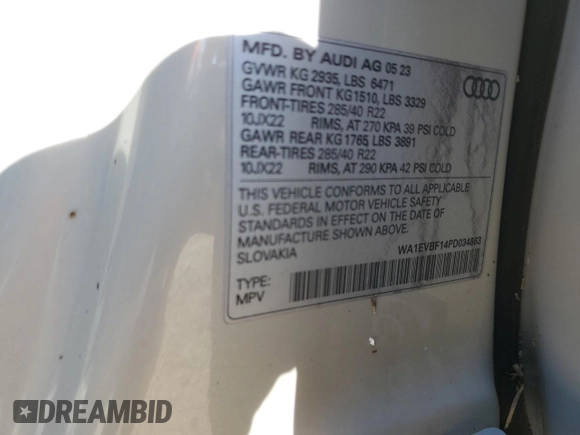 MFD. BY AUDI AG 05 23
GVWR KG 2935, LBS 6471
GAWR FRONT KG1510, LBS 3329
FRONT-TIRES 285/40 R22
10JX22 RIMS, AT 270 KPA 39 PSI COLD
GAWR REAR KG1765 LBS 3891
REAR-TIRES 285/40 R22
10JX22 RIMS, AT 290 KPA 42 PSI COLD
THIS VEHICLE CONFORMS TO ALL APPLICABLE
U.S. FEDERAL MOTOR VEHICLE SAFETY
STANDARDS IN EFFECT ON THE DATE OF
MANUFACTURE SHOWN ABOVE.
SLOVAKIA
WA1EVBF14PD034863
TYPE:
MPV
DREAMBID